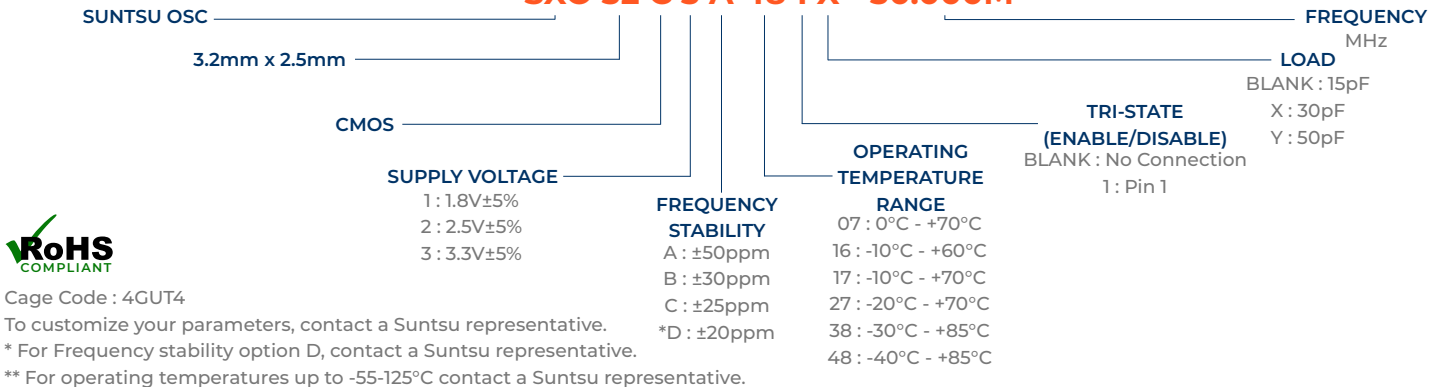 SUNTSU OSC
3.2mm x 2.5mm
CMOS
SUPPLY VOLTAGE
1 : 1.8V±5%
2 : 2.5V±5%
3 : 3.3V±5%
FREQUENCY
STABILITY
A : ±50ppm
B : ±30ppm
C : ±25ppm
*D : ±20ppm
OPERATING
TEMPERATURE
RANGE
07 : 0°C - +70°C
16 : -10°C - +60°C
17 : -10°C - +70°C
27 : -20°C - +70°C
38 : -30°C - +85°C
48 : -40°C - +85°C
TRI-STATE
(ENABLE/DISABLE)
BLANK : No Connection
1 : Pin 1
LOAD
BLANK : 15pF
X : 30pF
Y : 50pF
FREQUENCY
MHz
RoHS
COMPLIANT
Cage Code : 4GUT4
To customize your parameters, contact a Suntsu representative.
* For Frequency stability option D, contact a Suntsu representative.
** For operating temperatures up to -55-125°C contact a Suntsu representative.